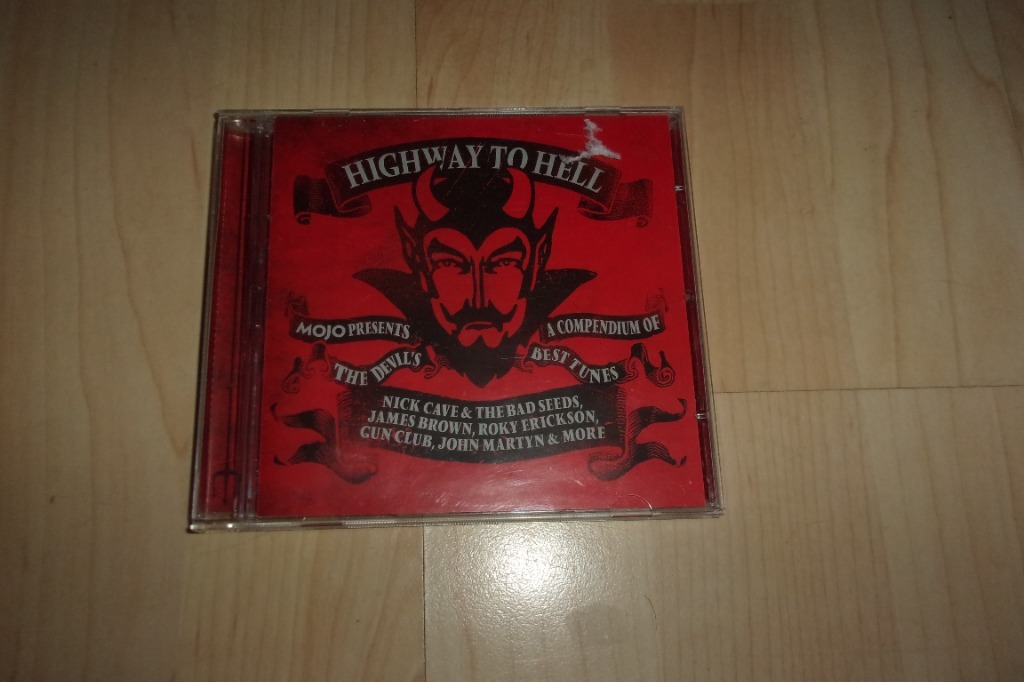 HIGHWAY TO HELL
MOJO PRESENTS
THE DEVIL'S
A COMPENDIUM OF
BEST TUNES
NICK CAVE & THE BAD SEEDS,
JAMES BROWN, ROKY ERICKSON,
GUN CLUB, JOHN MARTYN & MORE